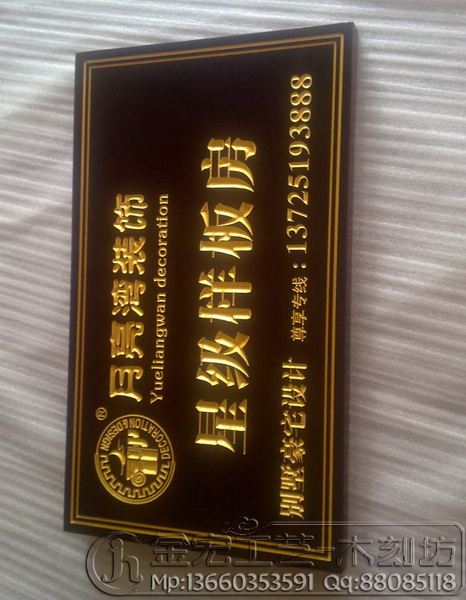 月亮湾装饰
Yueliangwan decoration
®
DECORATION&DESIGN
星级样板房
别墅豪宅设计 尊享专线:13725193888
金宏工艺-木刻坊
Mp:13660353591 QQ:88085118